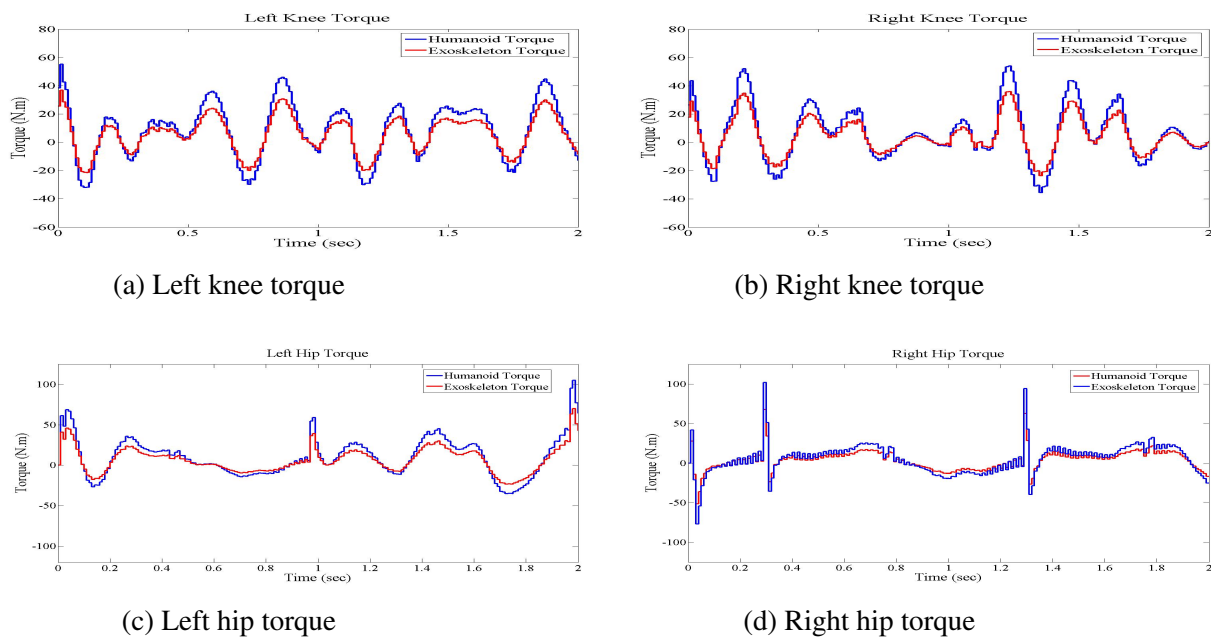 Left Knee Torque
80
60
40
20
0
-20
-40
-60
Torque (N.m)
Humanoid Torque
Exoskeleton Torque
0
0.5
1
1.5
2
Time (sec)
(a) Left knee torque
Right Knee Torque
80
60
40
20
0
-20
-40
-60
Torque (N.m)
Humanoid Torque
Exoskeleton Torque
0
0.5
1
1.5
2
Time (sec)
(b) Right knee torque
Left Hip Torque
100
50
0
-50
-100
Torque (N.m)
Humanoid Torque
Exoskeleton Torque
0
0.2
0.4
0.6
0.8
1
1.2
1.4
1.6
1.8
2
Time (sec)
(c) Left hip torque
Right Hip Torque
100
50
0
-50
-100
Torque (N.m)
Humanoid Torque
Exoskeleton Torque
0
0.2
0.4
0.6
0.8
1
1.2
1.4
1.6
1.8
2
Time (sec)
(d) Right hip torque